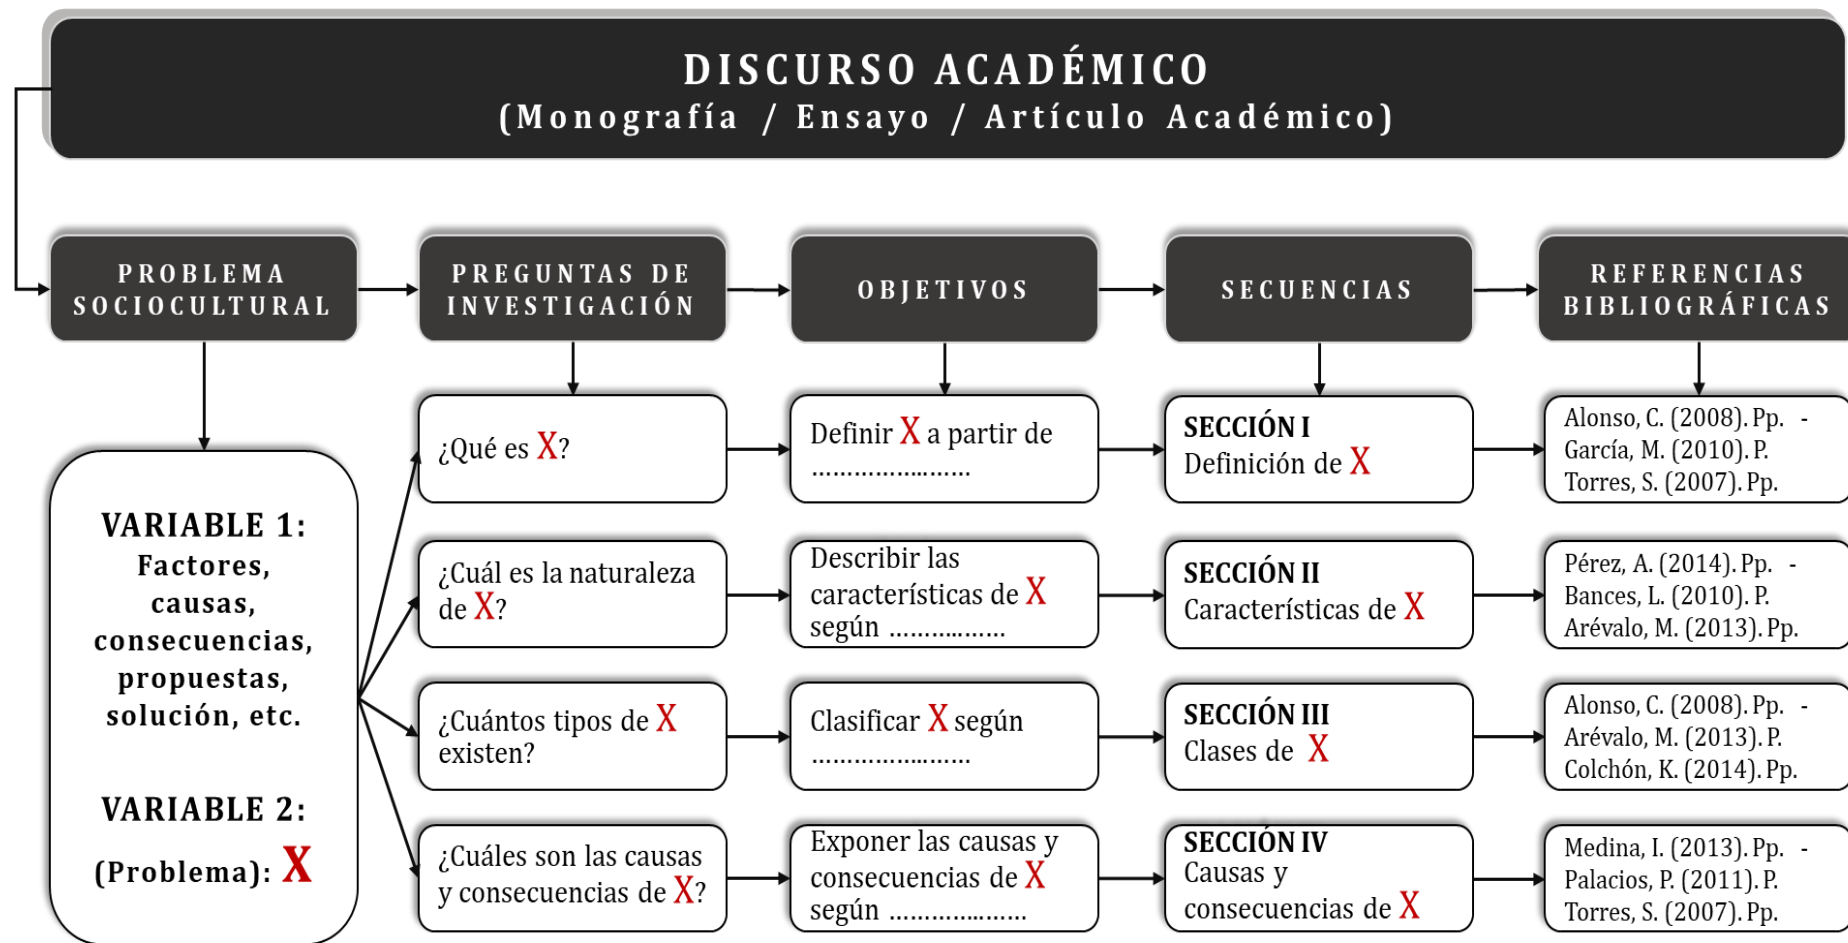 DISCURSO ACADÉMICO
(Monografía / Ensayo / Artículo Académico)
PROBLEMA
SOCIOCULTURAL
PREGUNTAS DE
INVESTIGACIÓN
OBJETIVOS
SECUENCIAS
REFERENCIAS
BIBLIOGRÁFICAS
VARIABLE 1:
Factores,
causas,
consecuencias,
propuestas,
solución, etc.
VARIABLE 2:
(Problema): X
¿Qué es X?
Definir X a partir de
........................
SECCIÓN I
Definición de X
Alonso, C. (2008). Pp. -
García, M. (2010). P.
Torres, S. (2007). Pp.
¿Cuál es la naturaleza
de X?
Describir las
características de X
según ..................
SECCIÓN II
Características de X
Pérez, A. (2014). Pp. -
Bances, L. (2010). P.
Arévalo, M. (2013). Pp.
¿Cuántos tipos de X
existen?
Clasificar X según
........................
SECCIÓN III
Clases de X
Alonso, C. (2008). Pp. -
Arévalo, M. (2013). P.
Colchón, K. (2014). Pp.
¿Cuáles son las causas
y consecuencias de X?
Exponer las causas y
consecuencias de X
según .....................
SECCIÓN IV
Causas y
consecuencias de X
Medina, I. (2013). Pp. -
Palacios, P. (2011). P.
Torres, S. (2007). Pp.